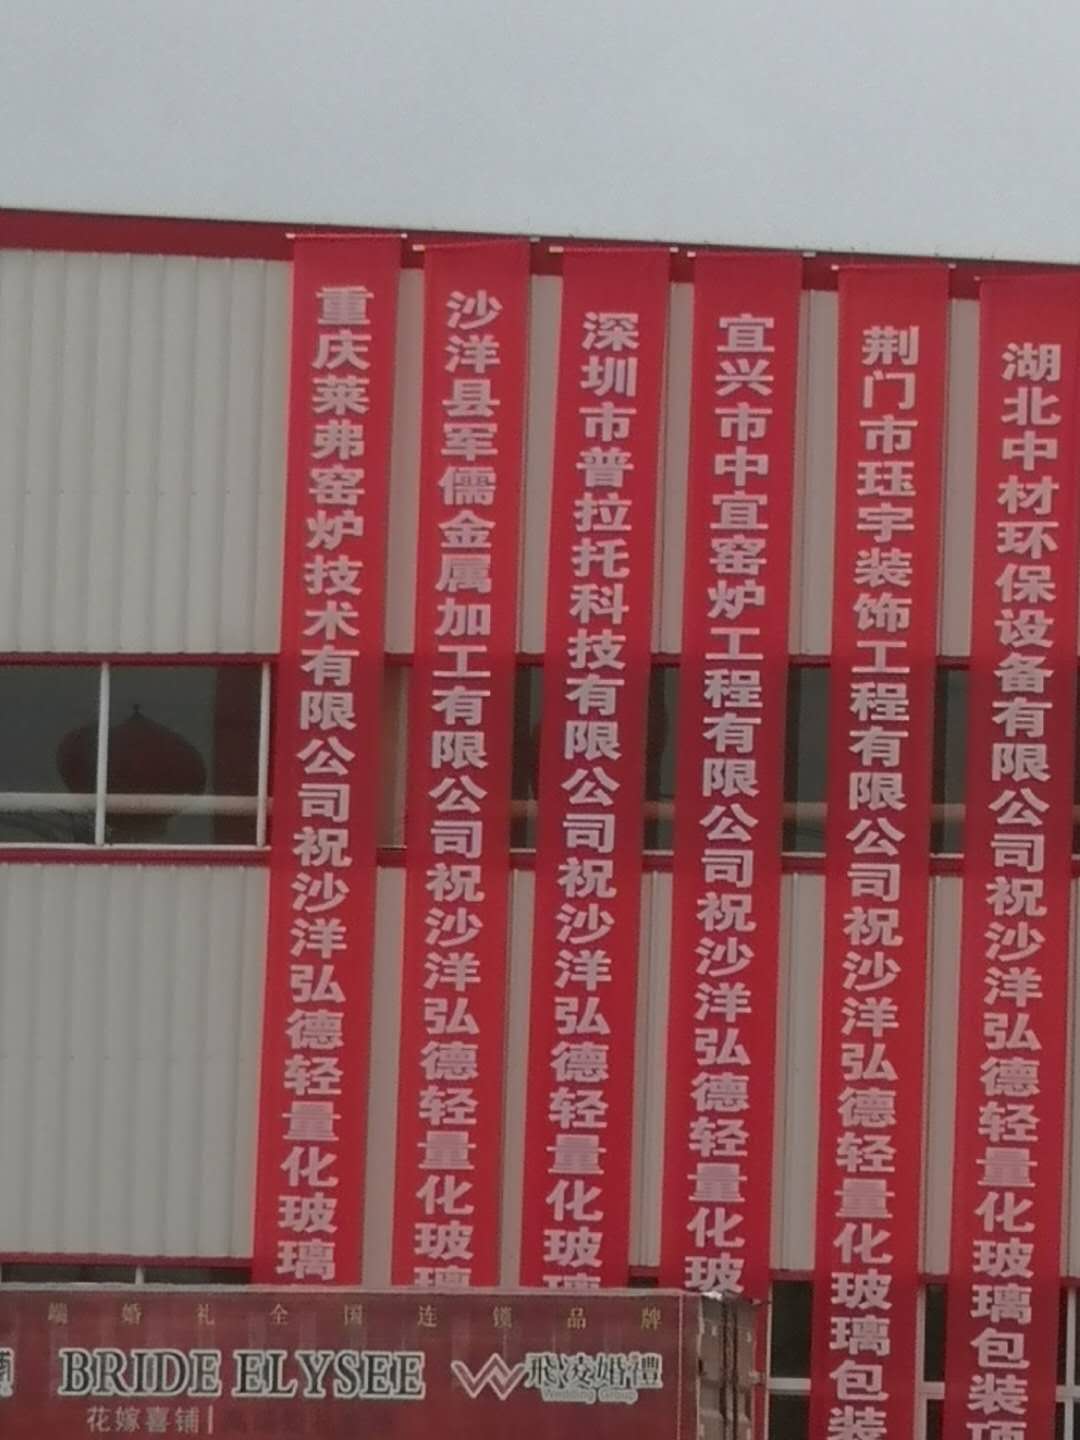 重庆莱弗窑炉技术有限公司祝沙洋弘德轻量化玻璃
沙洋县军儒金属加工有限公司祝沙洋弘德轻量化玻璃
深圳市普拉托科技有限公司祝沙洋弘德轻量化玻璃
宜兴市中宜窑炉工程有限公司祝沙洋弘德轻量化玻
荆门市珏宇装饰工程有限公司祝沙洋弘德轻量化玻璃包装
湖北中材环保设备有限公司祝沙洋弘德轻量化玻璃包装项
端婚礼全国连锁品牌
BRIDE ELYSEE 飛凌婚禮
Wedding Group
花嫁喜铺